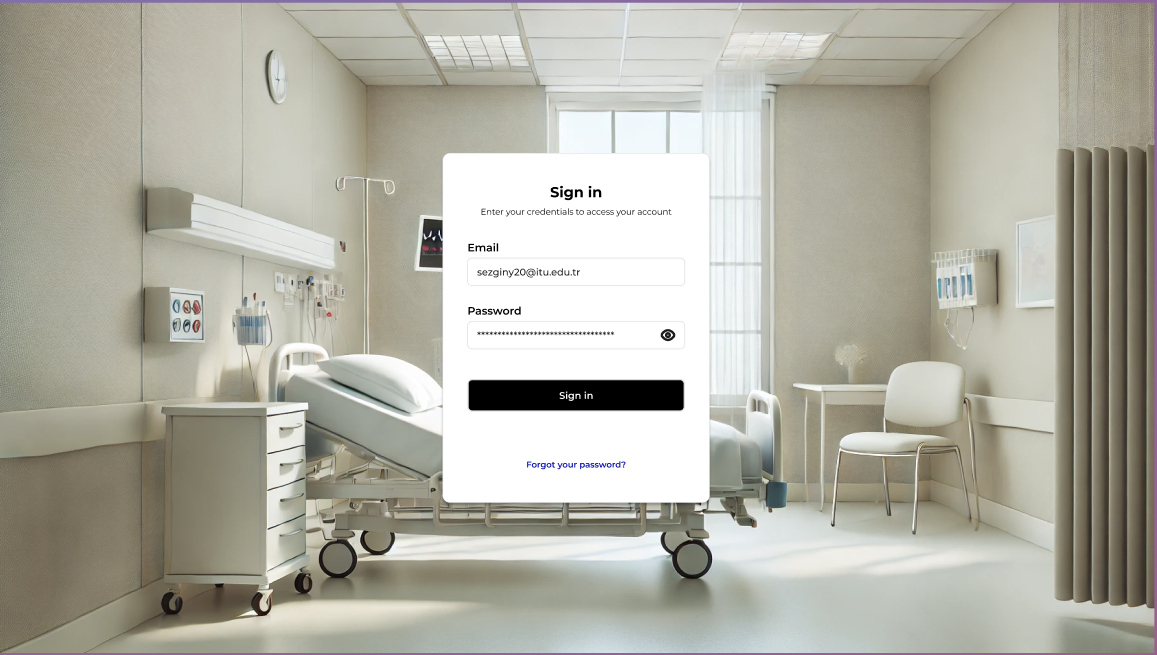 Sign in
Enter your credentials to access your account
Email
sezginy20@itu.edu.tr
Password
**********************************
Sign in
Forgot your password?